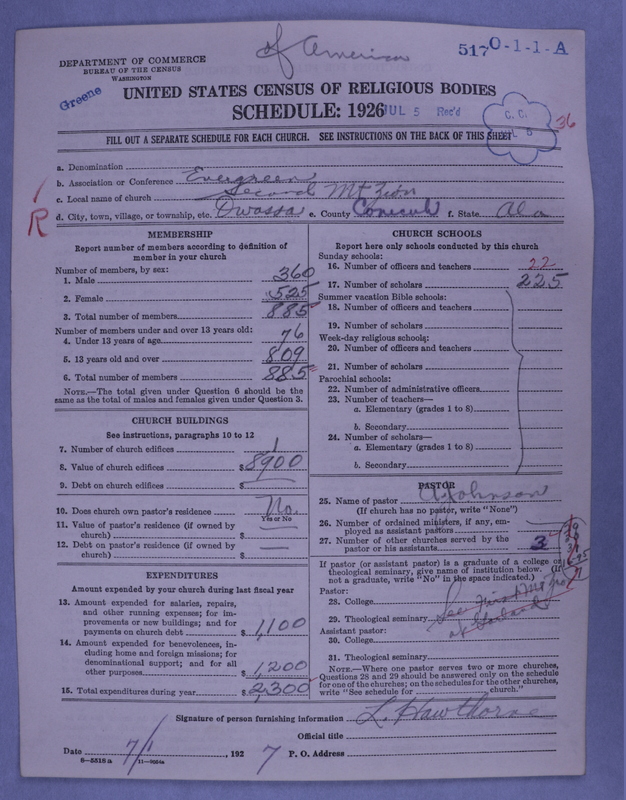 of America
517 0-1-1-A
DEPARTMENT OF COMMERCE
BUREAU OF THE CENSUS
WASHINGTON
Greene
UNITED STATES CENSUS OF RELIGIOUS BODIES
SCHEDULE: 1926
JUL 5 Rec'd
C. C.
36
FILL OUT A SEPARATE SCHEDULE FOR EACH CHURCH. SEE INSTRUCTIONS ON THE BACK OF THIS SHEET
a. Denomination
b. Association or Conference Evergreen
c. Local name of church Second Mt Zion
d. City, town, village, or township, etc. Owassa e. County Conecuh f. State Ala
R
MEMBERSHIP
Report number of members according to definition of member in your church
Number of members, by sex:
1. Male 360
2. Female 525
3. Total number of members 885
Number of members under and over 13 years old:
4. Under 13 years of age 76
5. 13 years old and over 809
6. Total number of members 885
NOTE.—The total given under Question 6 should be the same as the total of males and females given under Question 3.
CHURCH BUILDINGS
See instructions, paragraphs 10 to 12
7. Number of church edifices 1
8. Value of church edifices $8900
9. Debt on church edifices $
10. Does church own pastor's residence No.
Yes or No
11. Value of pastor's residence (if owned by church) $
12. Debt on pastor's residence (if owned by church) $
EXPENDITURES
Amount expended by your church during last fiscal year
13. Amount expended for salaries, repairs, and other running expenses; for improvements or new buildings; and for payments on church debt $1,100
14. Amount expended for benevolences, including home and foreign missions; for denominational support; and for all other purposes $1,200
15. Total expenditures during year $2,300
CHURCH SCHOOLS
Report here only schools conducted by this church
Sunday schools:
16. Number of officers and teachers 22
17. Number of scholars 225
Summer vacation Bible schools:
18. Number of officers and teachers
19. Number of scholars
Week-day religious schools:
20. Number of officers and teachers
21. Number of scholars
Parochial schools:
22. Number of administrative officers
23. Number of teachers—
a. Elementary (grades 1 to 8)
b. Secondary
24. Number of scholars—
a. Elementary (grades 1 to 8)
b. Secondary
PASTOR
25. Name of pastor A. Johnson
(If church has no pastor, write "None")
26. Number of ordained ministers, if any, employed as assistant pastors
27. Number of other churches served by the pastor or his assistants 3
If pastor (or assistant pastor) is a graduate of a college or theological seminary, give name of institution below. (If not a graduate, write "No" in the space indicated.)
Pastor:
28. College
See First
29. Theological seminary
Assistant pastor:
30. College
31. Theological seminary
NOTE.—Where one pastor serves two or more churches, Questions 28 and 29 should be answered only on the schedule for one of the churches; on the schedules for the other churches, write "See schedule for church."
Signature of person furnishing information L. Hawthorne
Official title
Date 7/1, 1927 P. O. Address
8-5518a 11-9054a